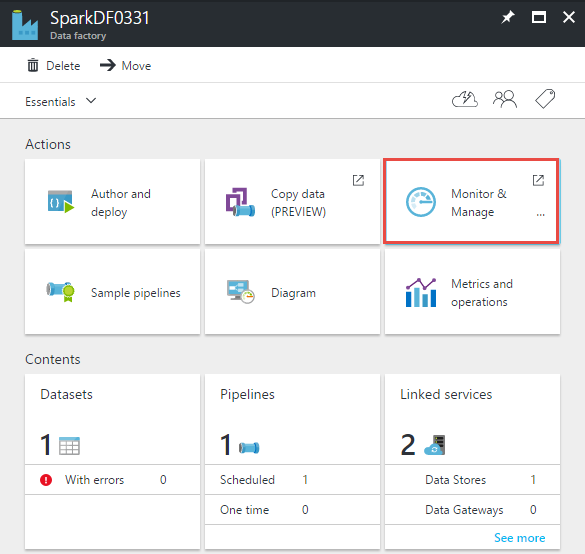 SparkDF0331
Data factory
Delete
Move
Essentials
Actions
Author and
deploy
Copy data
(PREVIEW)
Monitor &
Manage
...
Sample pipelines
Diagram
Metrics and
operations
Contents
Datasets
1
With errors 0
Pipelines
1
Scheduled 1
One time 0
Linked services
2
Data Stores 1
Data Gateways 0
See more